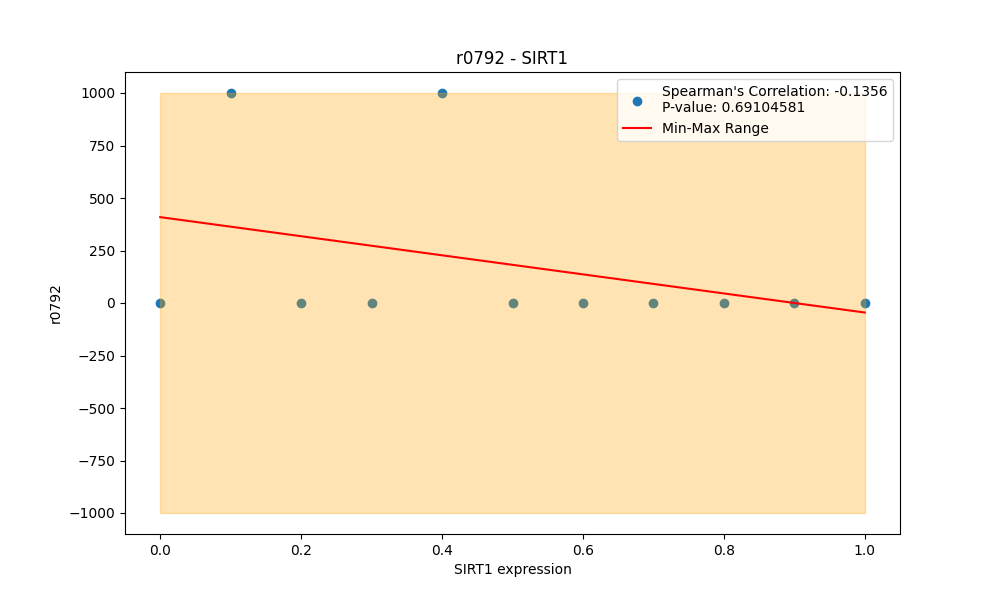 r0792 - SIRT1
Spearman's Correlation: -0.1356
P-value: 0.69104581
Min-Max Range
1000
750
500
250
0
−250
−500
−750
−1000
r0792
0.0 0.2 0.4 0.6 0.8 1.0
SIRT1 expression